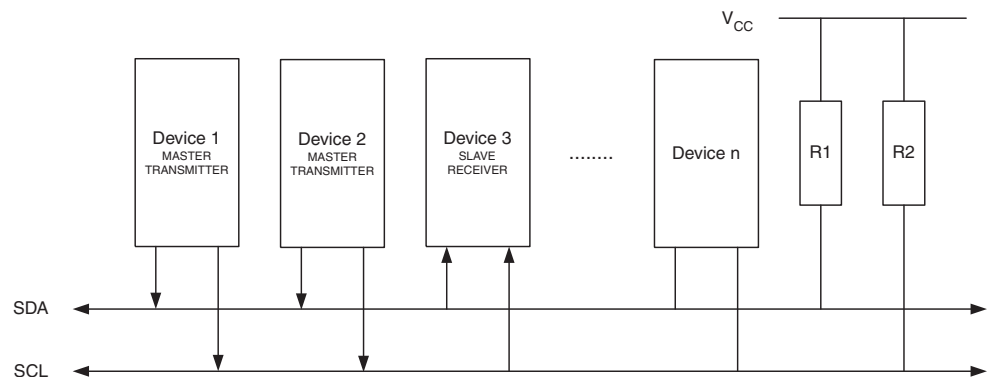 VCC
Device 1
MASTER
TRANSMITTER
Device 2
MASTER
TRANSMITTER
Device 3
SLAVE
RECEIVER
........
Device n
R1
R2
SDA
SCL